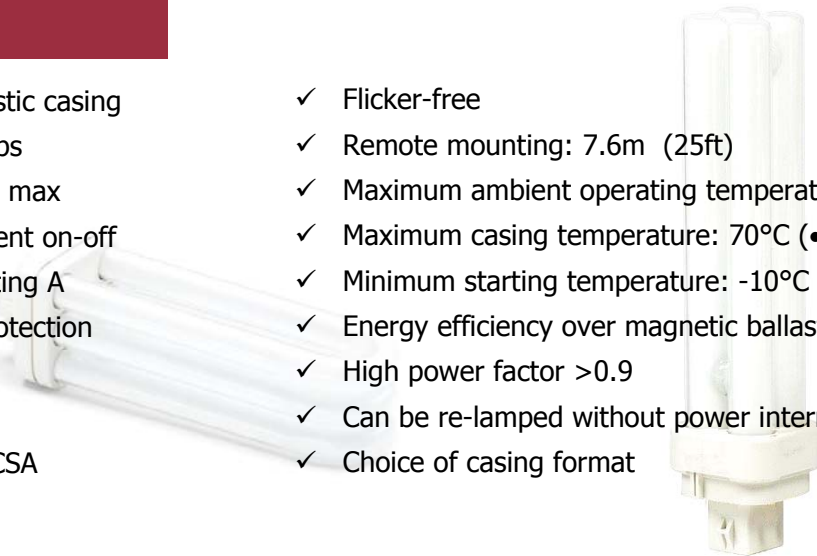 stic casing
max
ent on-off
ting A
otection
CSA
✓ Flicker-free
✓ Remote mounting: 7.6m (25ft)
✓ Maximum ambient operating temperat
✓ Maximum casing temperature: 70°C (•
✓ Minimum starting temperature: -10°C
✓ Energy efficiency over magnetic ballas
✓ High power factor >0.9
✓ Can be re-lamped without power inter
✓ Choice of casing format